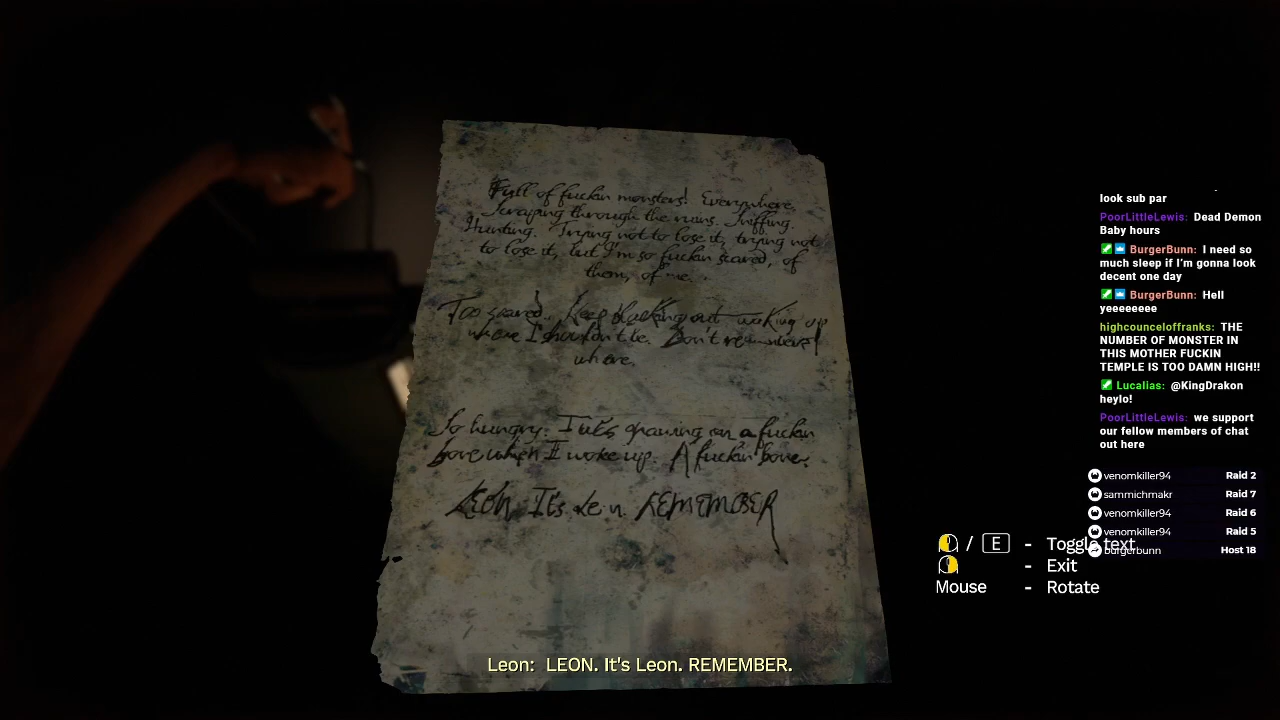 Full of fuckin monsters! Everywhere.
Scraping through the ruins. Sniffing.
Hunting. Trying not to lose it, trying not
to lose it, but I'm so fuckin scared, of
them, of me...
Too scared. Keep blacking out waking up
where I shouldn't be. Don't remember
where.
So hungry. I was gnawing on a fuckin
bone when I woke up. A fuckin bone.
LEON. It's Leon. REMEMBER
Leon: LEON. It's Leon. REMEMBER.
look sub par
PoorLittleLewis: Dead Demon
Baby hours
BurgerBunn: I need so
much sleep if I'm gonna look
decent one day
BurgerBunn: Hell
yeeeeeeee
highcounceloffranks: THE
NUMBER OF MONSTER IN
THIS MOTHER FUCKIN
TEMPLE IS TOO DAMN HIGH!!
Lucalias: @KingDrakon
heylo!
PoorLittleLewis: we support
our fellow members of chat
out here
venomkiller94 Raid 2
sammichmakr Raid 7
venomkiller94 Raid 6
venomkiller94 Raid 5
burgerbunn Host 18
/ E - Toggle text
- Exit
Mouse - Rotate